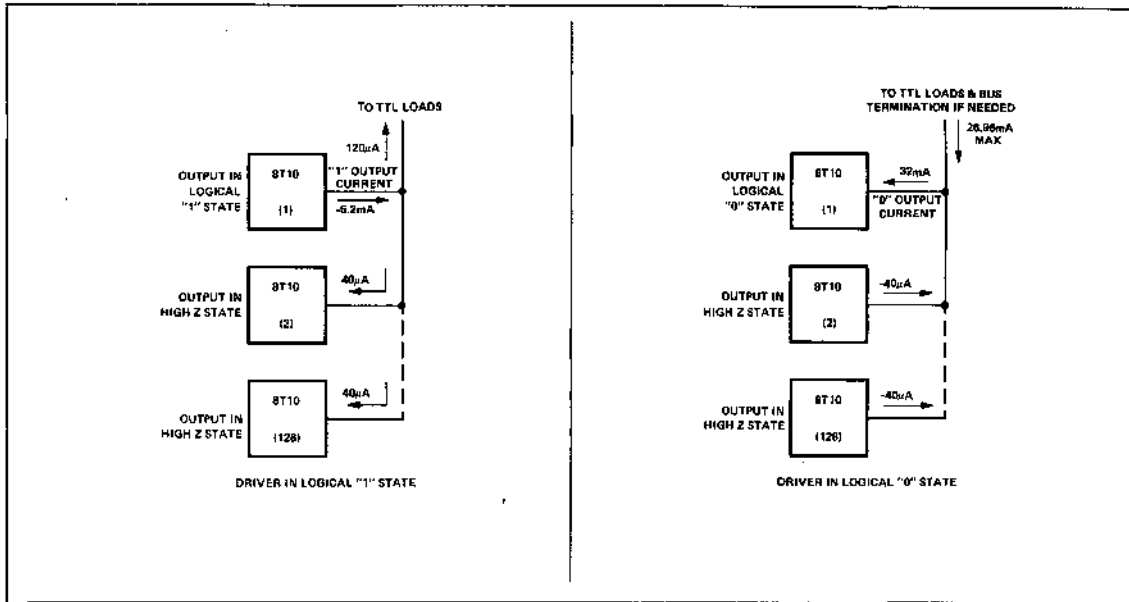 TO TTL LOADS
120µA
OUTPUT IN
LOGICAL
"1" STATE
8T10
(1)
"1" OUTPUT
CURRENT
-5.2mA
OUTPUT IN
HIGH Z STATE
8T10
(2)
40µA
OUTPUT IN
HIGH Z STATE
8T10
(128)
40µA
DRIVER IN LOGICAL "1" STATE
TO TTL LOADS & BUS
TERMINATION IF NEEDED
26.96mA
MAX
OUTPUT IN
LOGICAL
"0" STATE
8T10
(1)
32mA
"0" OUTPUT
CURRENT
OUTPUT IN
HIGH Z STATE
8T10
(2)
-40µA
OUTPUT IN
HIGH Z STATE
8T10
(128)
-40µA
DRIVER IN LOGICAL "0" STATE